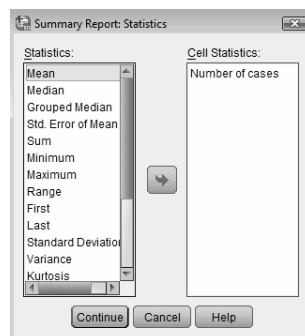 Summary Report: Statistics
Statistics:
Cell Statistics:
Mean
Median
Grouped Median
Std. Error of Mean
Sum
Minimum
Maximum
Range
First
Last
Standard Deviation
Variance
Kurtosis
Number of cases
Continue
Cancel
Help